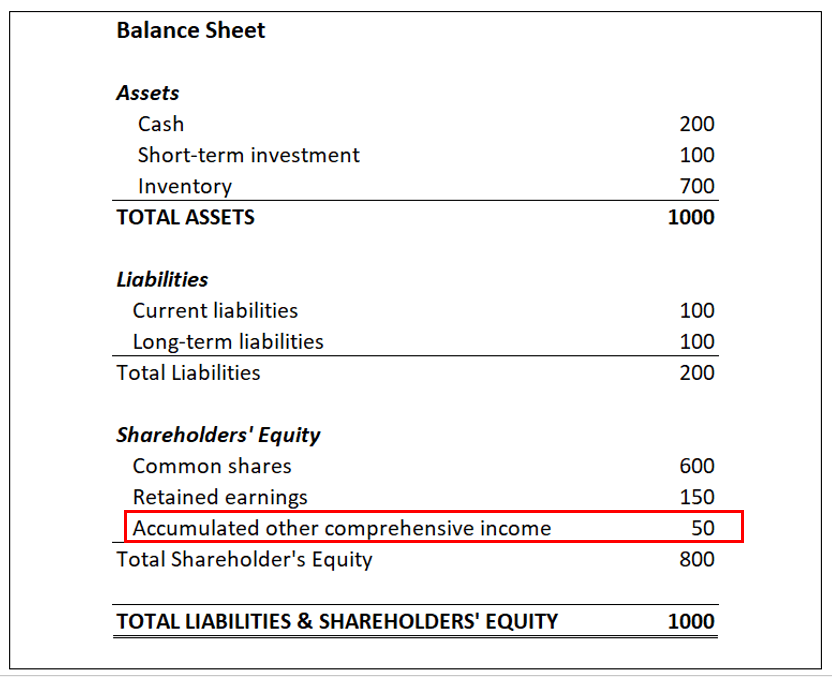 Balance Sheet
Assets
Cash 200
Short-term investment 100
Inventory 700
TOTAL ASSETS 1000
Liabilities
Current liabilities 100
Long-term liabilities 100
Total Liabilities 200
Shareholders' Equity
Common shares 600
Retained earnings 150
Accumulated other comprehensive income 50
Total Shareholder's Equity 800
TOTAL LIABILITIES & SHAREHOLDERS' EQUITY 1000